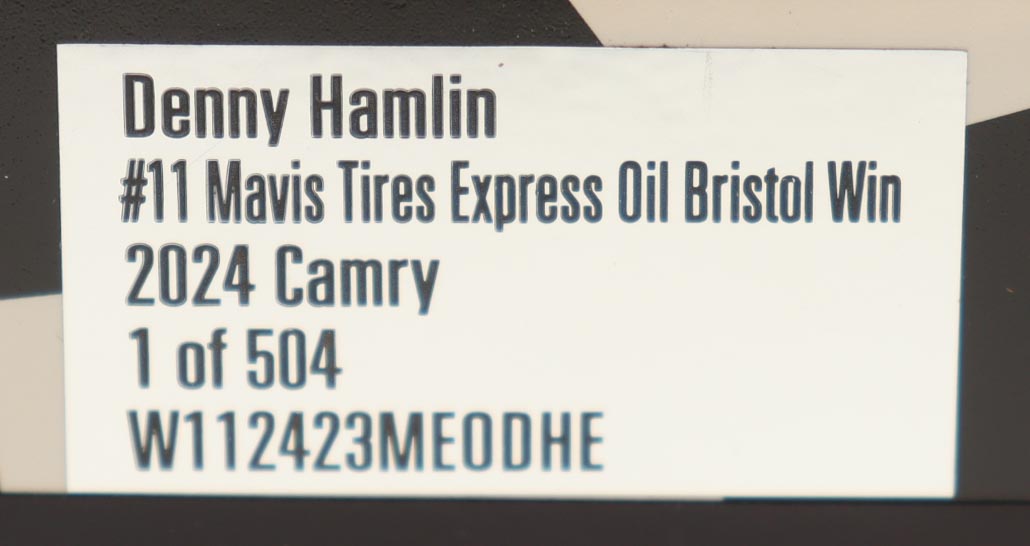 Denny Hamlin
#11 Mavis Tires Express Oil Bristol Win
2024 Camry
1 of 504
W112423MEODHE